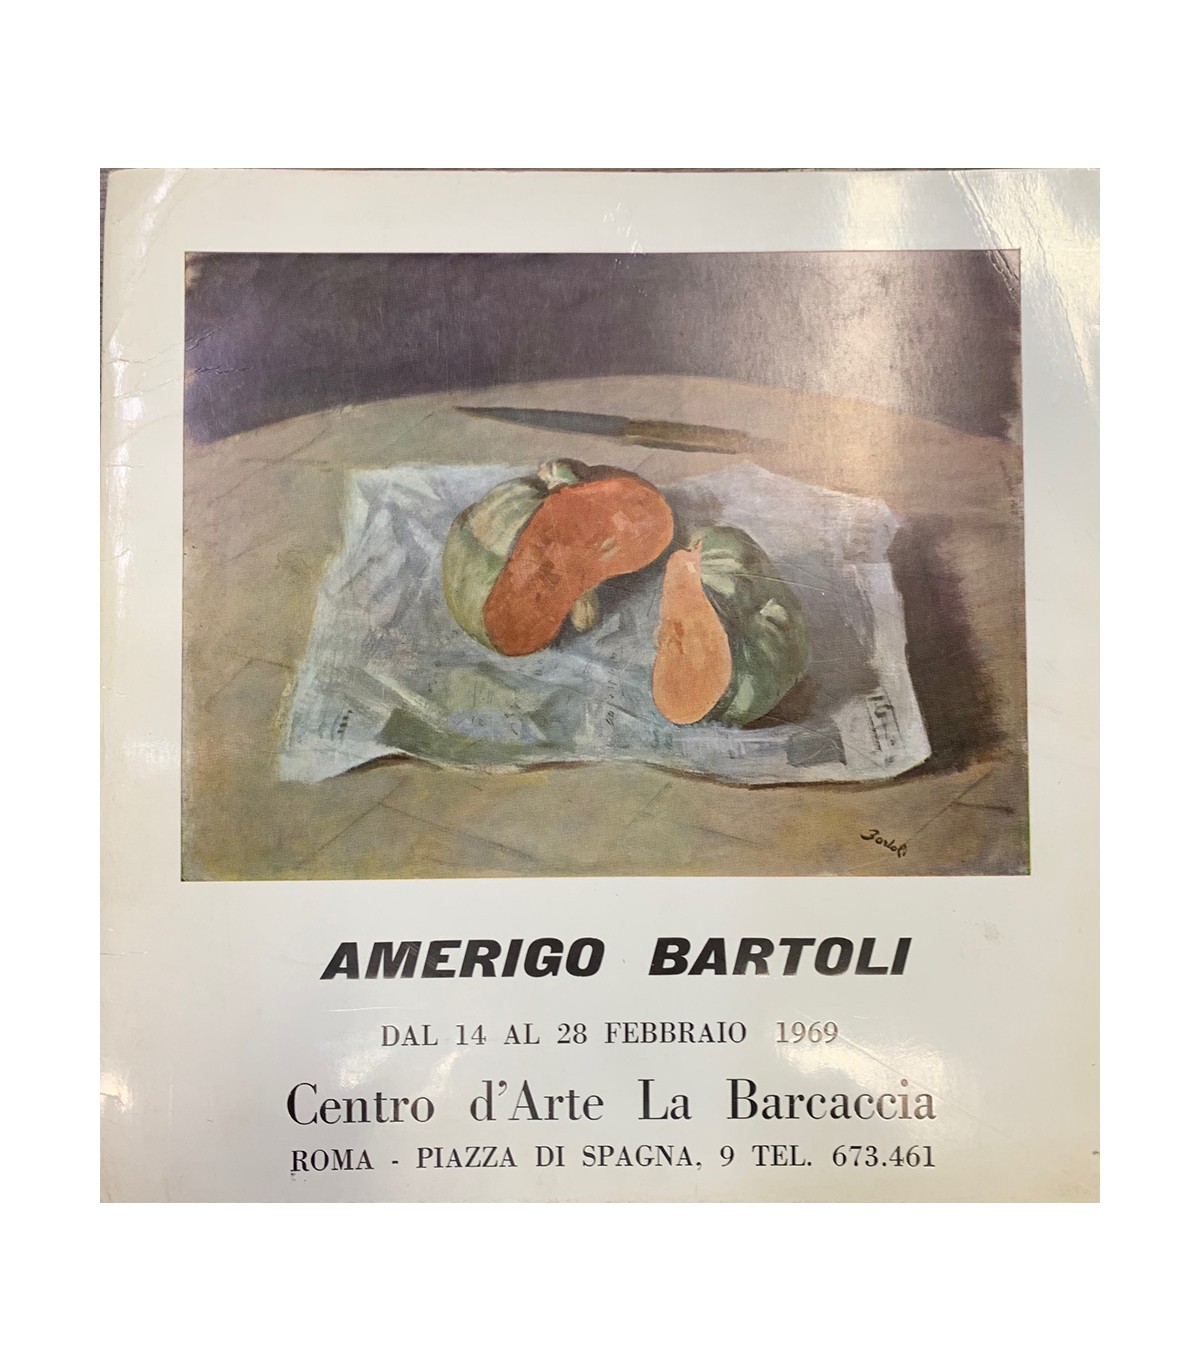 Bartoli
AMERIGO BARTOLI
DAL 14 AL 28 FEBBRAIO 1969
Centro d'Arte La Barcaccia
ROMA - PIAZZA DI SPAGNA, 9 TEL. 673.461